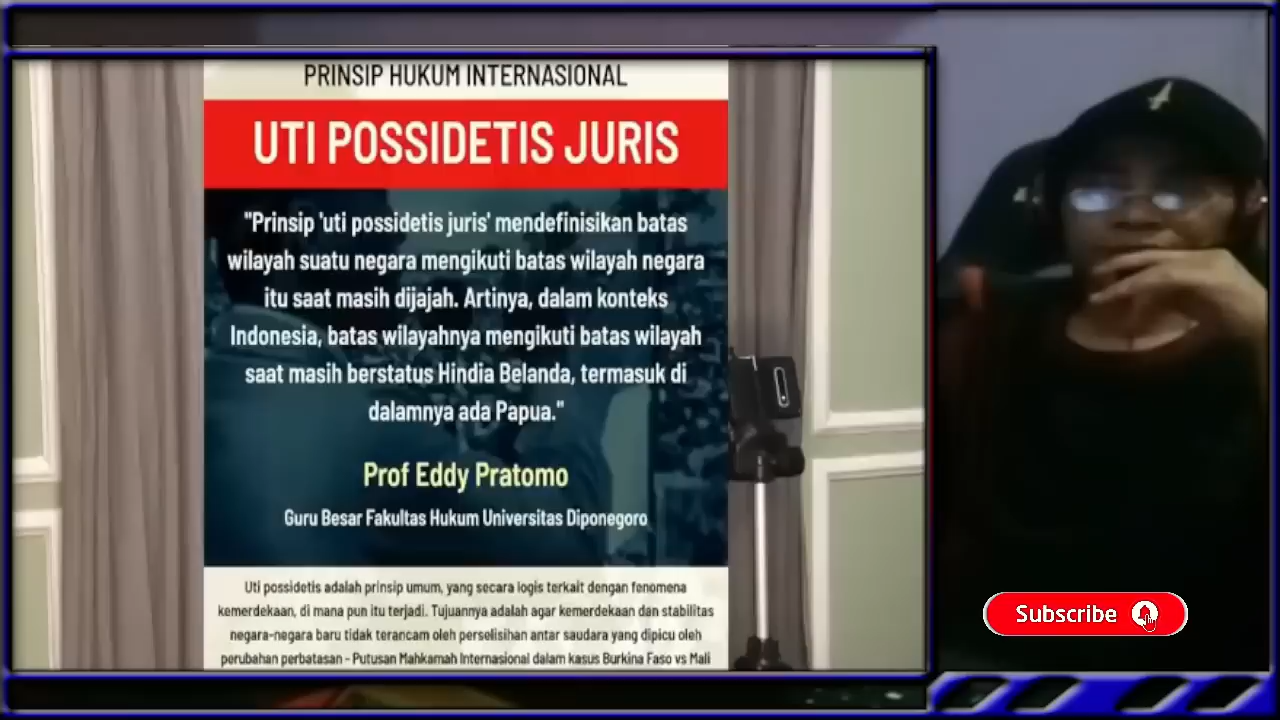 PRINSIP HUKUM INTERNASIONAL
UTI POSSIDETIS JURIS
"Prinsip 'uti possidetis juris' mendefinisikan batas
wilayah suatu negara mengikuti batas wilayah negara
itu saat masih dijajah. Artinya, dalam konteks
Indonesia, batas wilayahnya mengikuti batas wilayah
saat masih berstatus Hindia Belanda, termasuk di
dalamnya ada Papua."
Prof Eddy Pratomo
Guru Besar Fakultas Hukum Universitas Diponegoro
Uti possidetis adalah prinsip umum, yang secara logis terkait dengan fenomena
kemerdekaan, di mana pun itu terjadi. Tujuannya adalah agar kemerdekaan dan stabilitas
negara-negara baru tidak terancam oleh perselisihan antar saudara yang dipicu oleh
perubahan perbatasan - Putusan Mahkamah Internasional dalam kasus Burkina Faso vs Mali
Subscribe